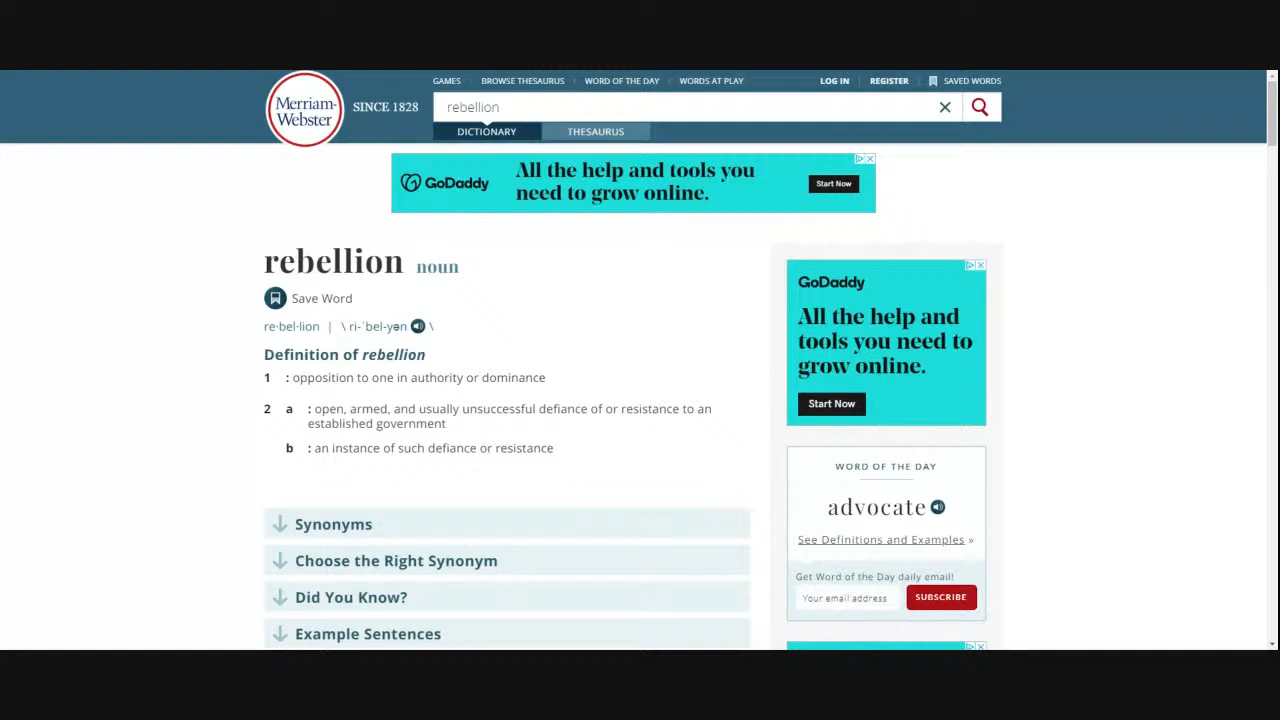 GAMES BROWSE THESAURUS WORD OF THE DAY WORDS AT PLAY LOG IN REGISTER SAVED WORDS
Merriam-
Webster
SINCE 1828
rebellion
DICTIONARY THESAURUS
GoDaddy
All the help and tools you
need to grow online.
Start Now
rebellion noun
Save Word
re·bel·lion | \ ri-ˈbel-yən \
Definition of rebellion
1 : opposition to one in authority or dominance
2 a : open, armed, and usually unsuccessful defiance of or resistance to an
established government
b : an instance of such defiance or resistance
Synonyms
Choose the Right Synonym
Did You Know?
Example Sentences
GoDaddy
All the help and
tools you need to
grow online.
Start Now
WORD OF THE DAY
advocate
See Definitions and Examples »
Get Word of the Day daily email!
Your email address SUBSCRIBE